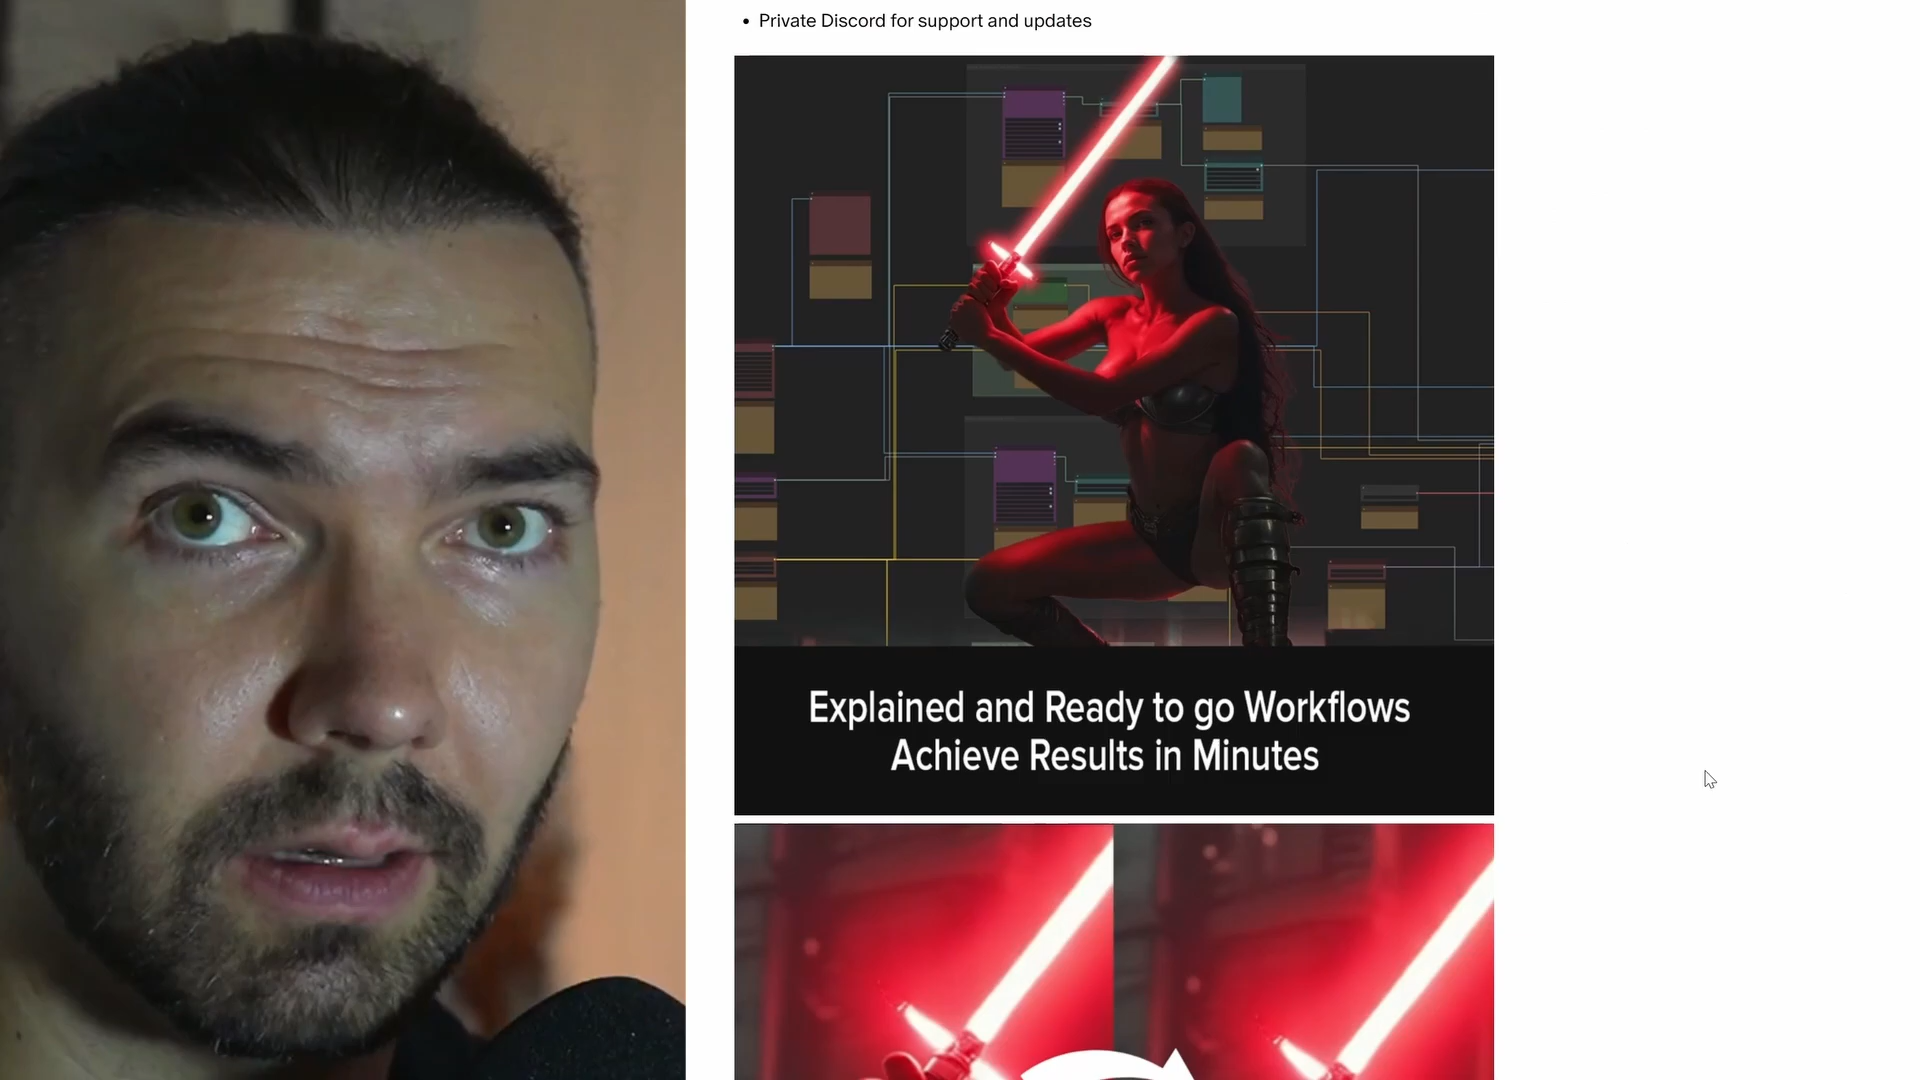 Private Discord for support and updates
Explained and Ready to go Workflows
Achieve Results in Minutes